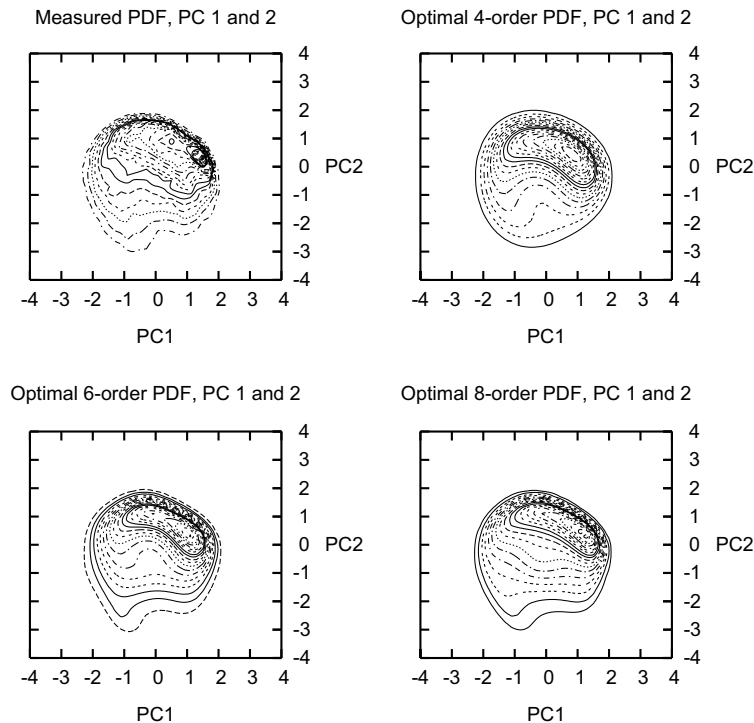 Measured PDF, PC 1 and 2
4
3
2
1
0
-1
-2
-3
-4
PC2
-4 -3 -2 -1 0 1 2 3 4
PC1
Optimal 4-order PDF, PC 1 and 2
4
3
2
1
0
-1
-2
-3
-4
PC2
-4 -3 -2 -1 0 1 2 3 4
PC1
Optimal 6-order PDF, PC 1 and 2
4
3
2
1
0
-1
-2
-3
-4
PC2
-4 -3 -2 -1 0 1 2 3 4
PC1
Optimal 8-order PDF, PC 1 and 2
4
3
2
1
0
-1
-2
-3
-4
PC2
-4 -3 -2 -1 0 1 2 3 4
PC1